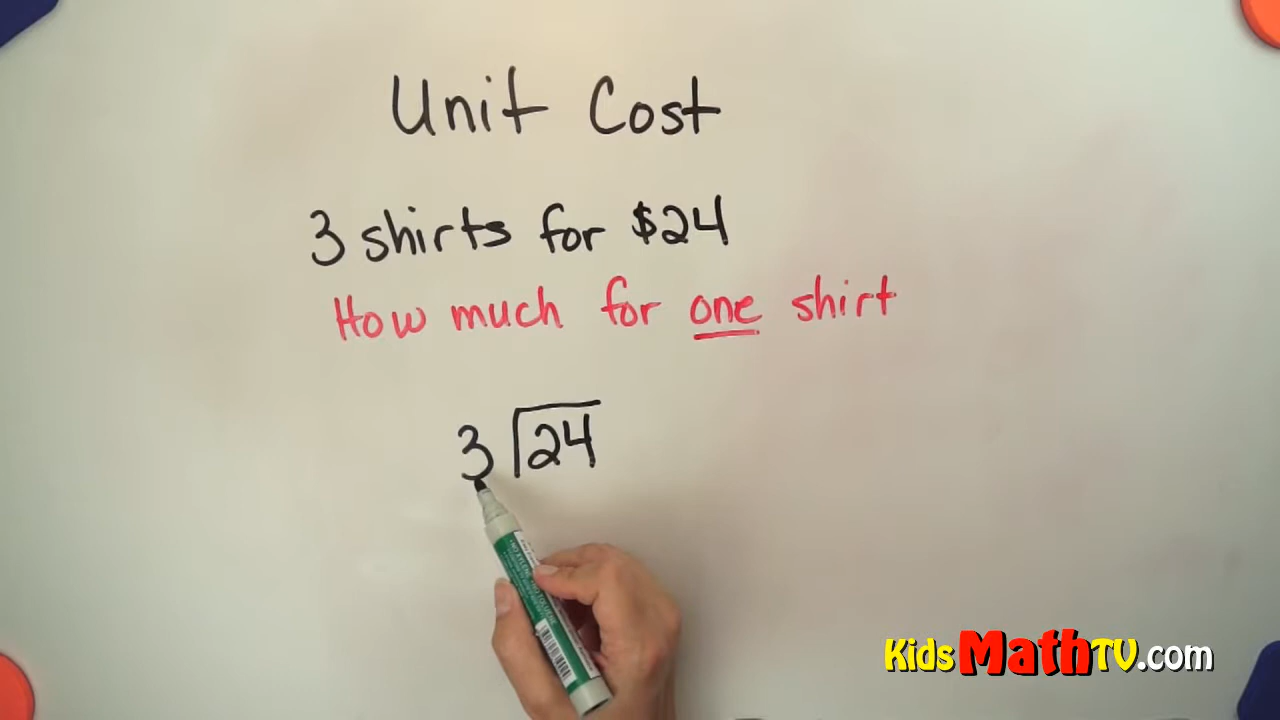 Unit Cost
3 shirts for $24
How much for one shirt
3 24
KidsMathTV.com